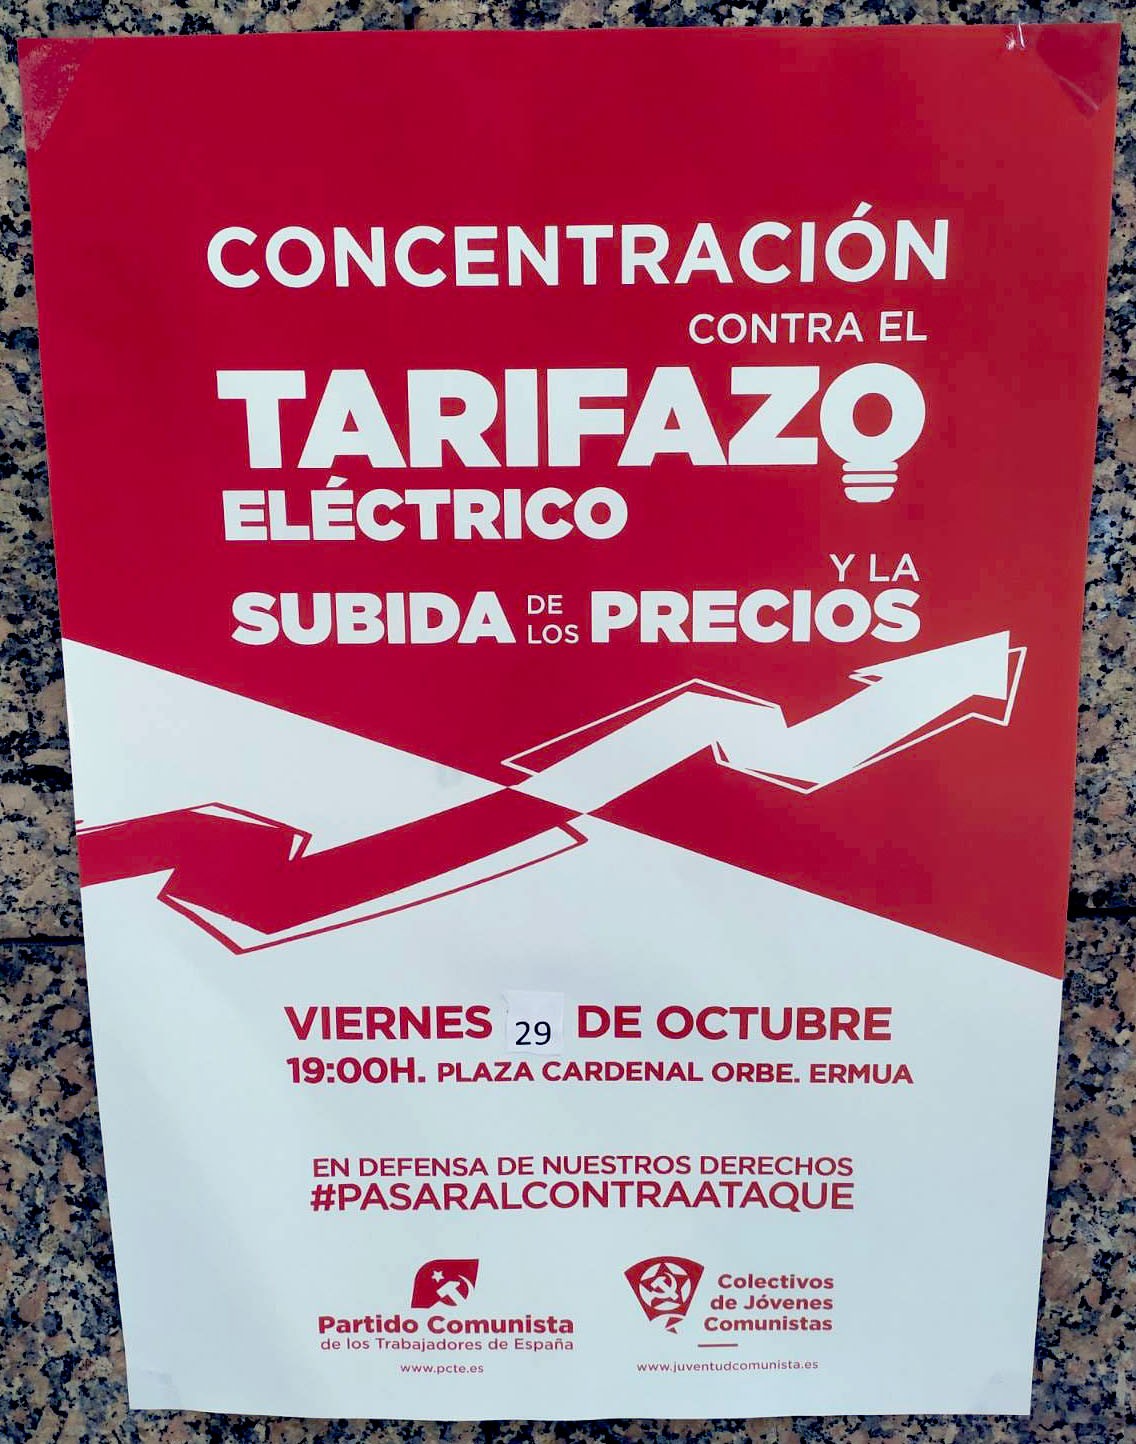 CONCENTRACIÓN
CONTRA EL
TARIFAZO
ELÉCTRICO
Y LA
SUBIDA DE LOS PRECIOS
VIERNES 29 DE OCTUBRE
19:00H. PLAZA CARDENAL ORBE. ERMUA
EN DEFENSA DE NUESTROS DERECHOS
#PASARALCONTRAATAQUE
Partido Comunista
de los Trabajadores de España
www.pcte.es
Colectivos
de Jóvenes
Comunistas
www.juventudcomunista.es